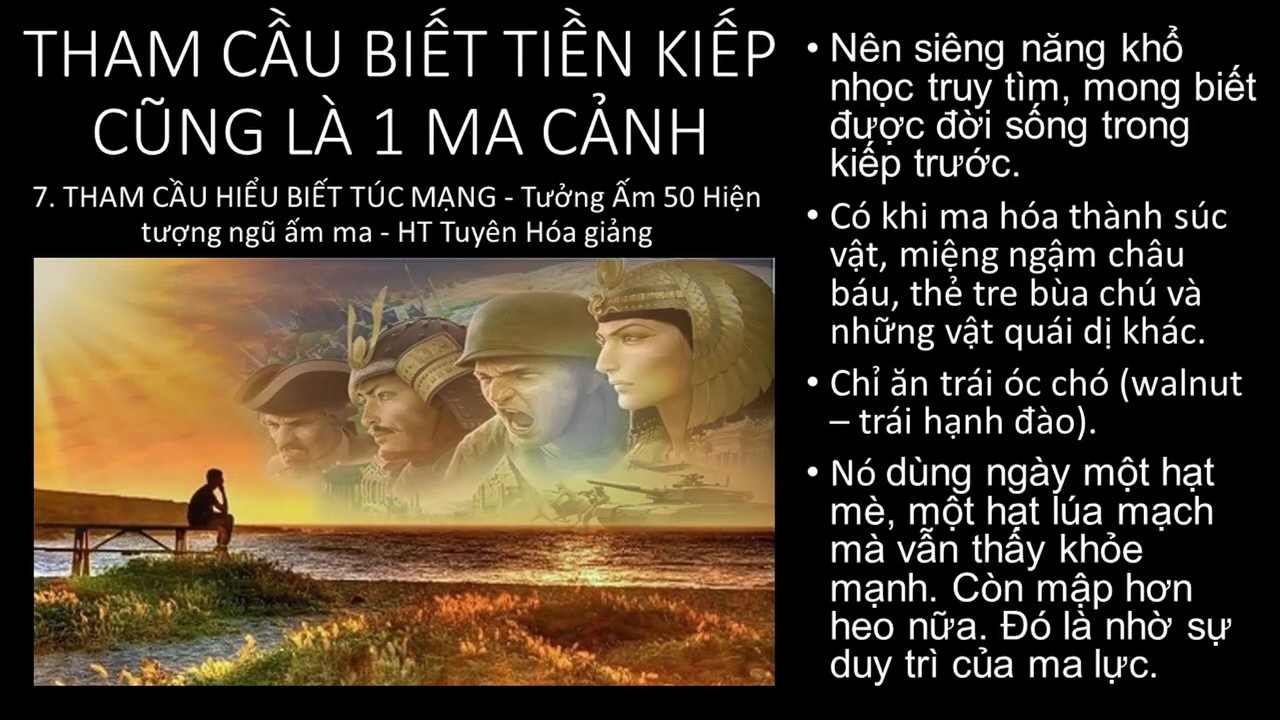 THAM CẦU BIẾT TIỀN KIẾP
CŨNG LÀ 1 MA CẢNH
7. THAM CẦU HIỂU BIẾT TÚC MẠNG - Tưởng Ấm 50 Hiện
tượng ngũ ấm ma - HT Tuyên Hóa giảng
• Nên siêng năng khổ
nhọc truy tìm, mong biết
được đời sống trong
kiếp trước.
• Có khi ma hóa thành súc
vật, miệng ngậm châu
báu, thẻ tre bùa chú và
những vật quái dị khác.
• Chỉ ăn trái óc chó (walnut
– trái hạnh đào).
• Nó dùng ngày một hạt
mè, một hạt lúa mạch
mà vẫn thấy khỏe
mạnh. Còn mập hơn
heo nữa. Đó là nhờ sự
duy trì của ma lực.